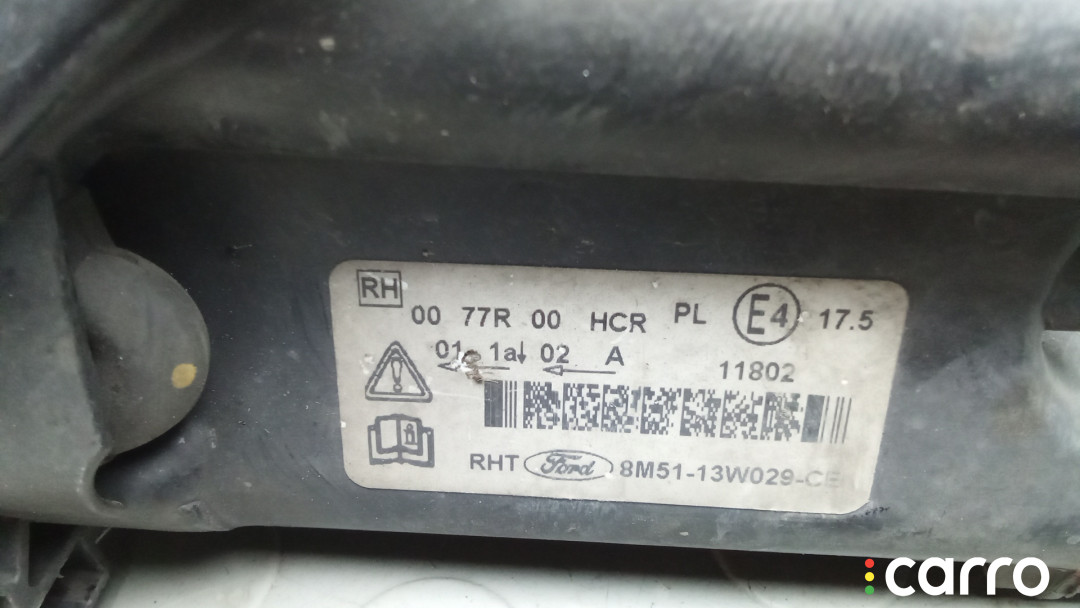 RH
00 77R 00 HCR PL E4 17.5
01 1a↓ 02 A
11802
RHT Ford 8M51-13W029-CE
carro